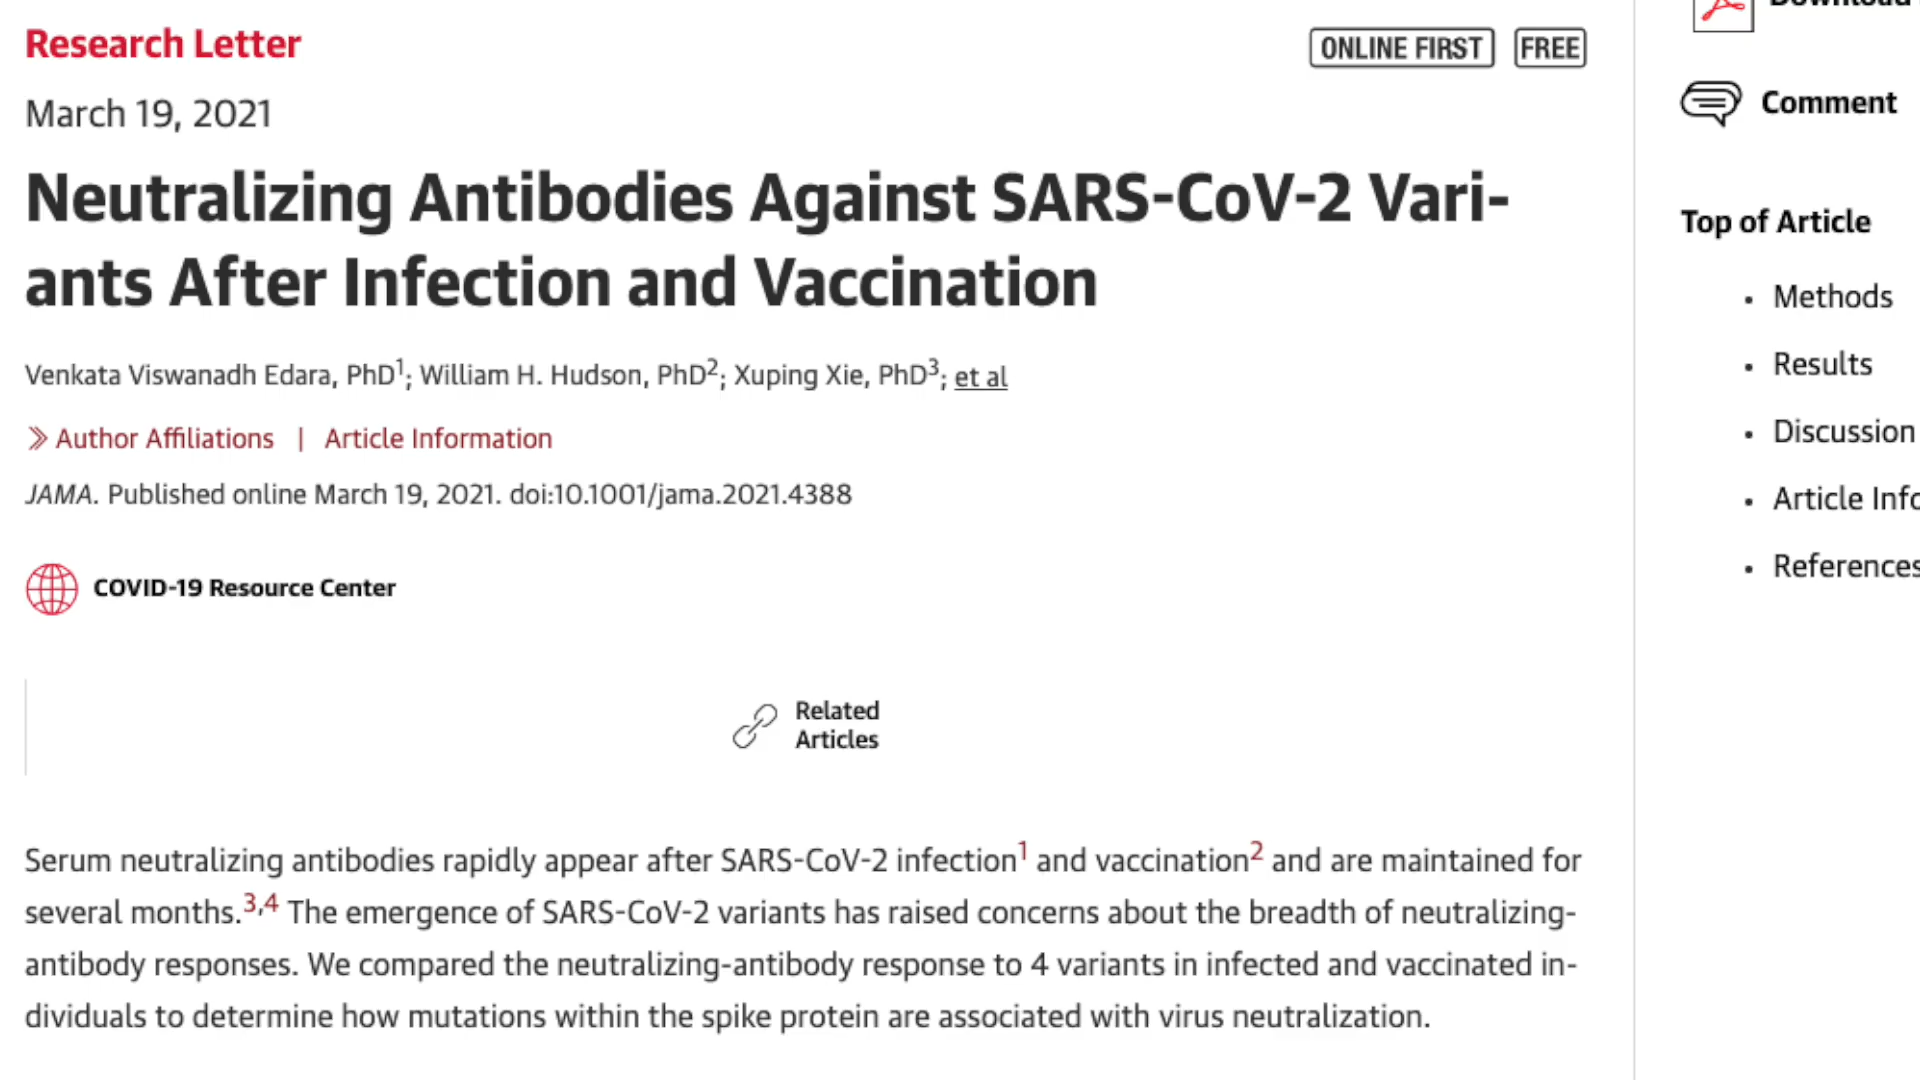 Research Letter
ONLINE FIRST FREE
March 19, 2021
Neutralizing Antibodies Against SARS-CoV-2 Vari-
ants After Infection and Vaccination
Venkata Viswanadh Edara, PhD1; William H. Hudson, PhD2; Xuping Xie, PhD3; et al
» Author Affiliations | Article Information
JAMA. Published online March 19, 2021. doi:10.1001/jama.2021.4388
COVID-19 Resource Center
Related
Articles
Serum neutralizing antibodies rapidly appear after SARS-CoV-2 infection1 and vaccination2 and are maintained for
several months.3,4 The emergence of SARS-CoV-2 variants has raised concerns about the breadth of neutralizing-
antibody responses. We compared the neutralizing-antibody response to 4 variants in infected and vaccinated in-
dividuals to determine how mutations within the spike protein are associated with virus neutralization.
Download
Comment
Top of Article
• Methods
• Results
• Discussion
• Article Info
• References